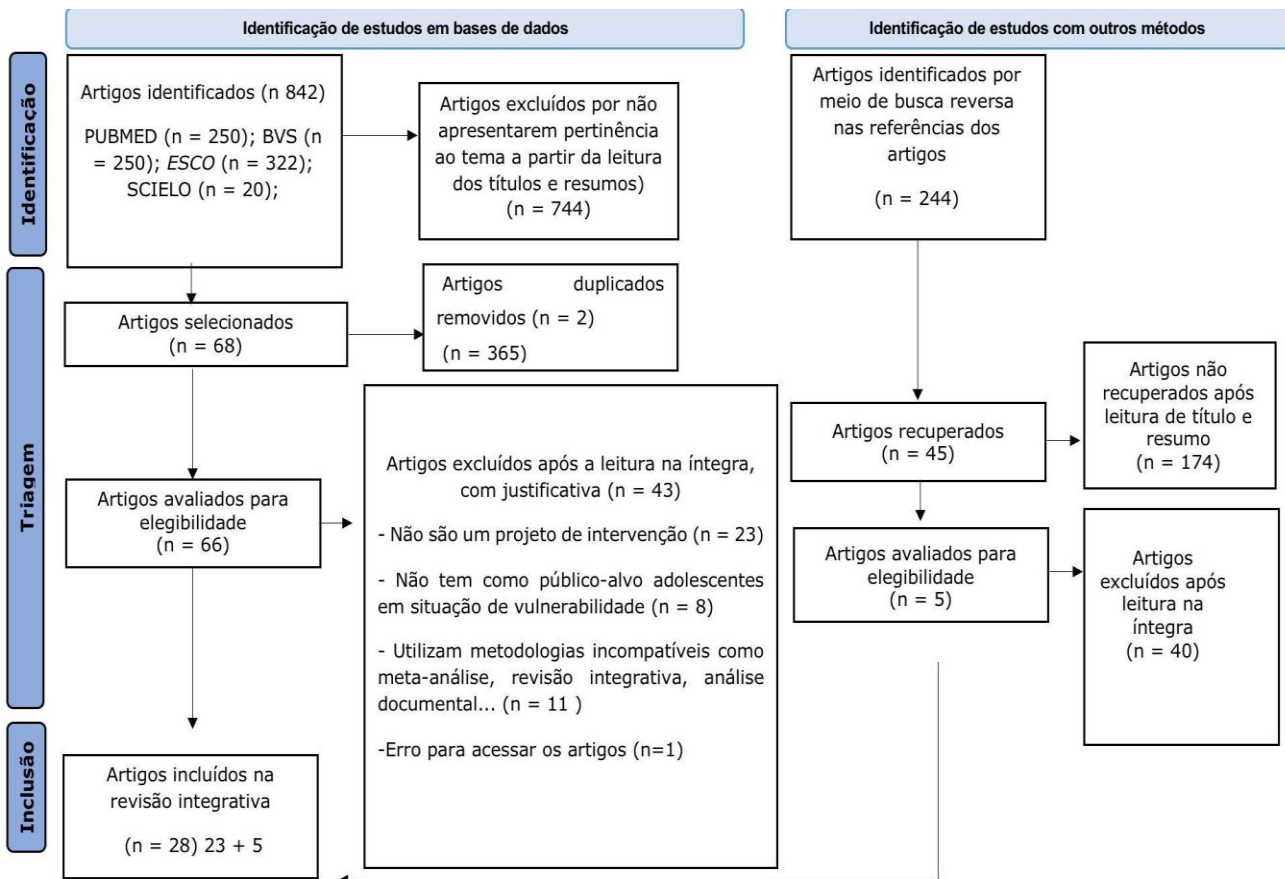 Identificação de estudos em bases de dados
Identificação de estudos com outros métodos
Identificação
Artigos identificados (n 842)
PUBMED (n = 250); BVS (n
= 250); ESCO (n = 322);
SCIELO (n = 20);
Artigos excluídos por não
apresentarem pertinência
ao tema a partir da leitura
dos títulos e resumos)
(n = 744)
Artigos identificados por
meio de busca reversa
nas referências dos
artigos
(n = 244)
Triagem
Artigos selecionados
(n = 68)
Artigos duplicados
removidos (n = 2)
(n = 365)
Artigos avaliados para
elegibilidade
(n = 66)
Artigos excluídos após a leitura na íntegra,
com justificativa (n = 43)
- Não são um projeto de intervenção (n = 23)
- Não tem como público-alvo adolescentes
em situação de vulnerabilidade (n = 8)
- Utilizam metodologias incompatíveis como
meta-análise, revisão integrativa, análise
documental... (n = 11 )
-Erro para acessar os artigos (n=1)
Artigos recuperados
(n = 45)
Artigos não
recuperados após
leitura de título e
resumo
(n = 174)
Artigos avaliados para
elegibilidade
(n = 5)
Artigos
excluídos após
leitura na
íntegra
(n = 40)
Inclusão
Artigos incluídos na
revisão integrativa
(n = 28) 23 + 5